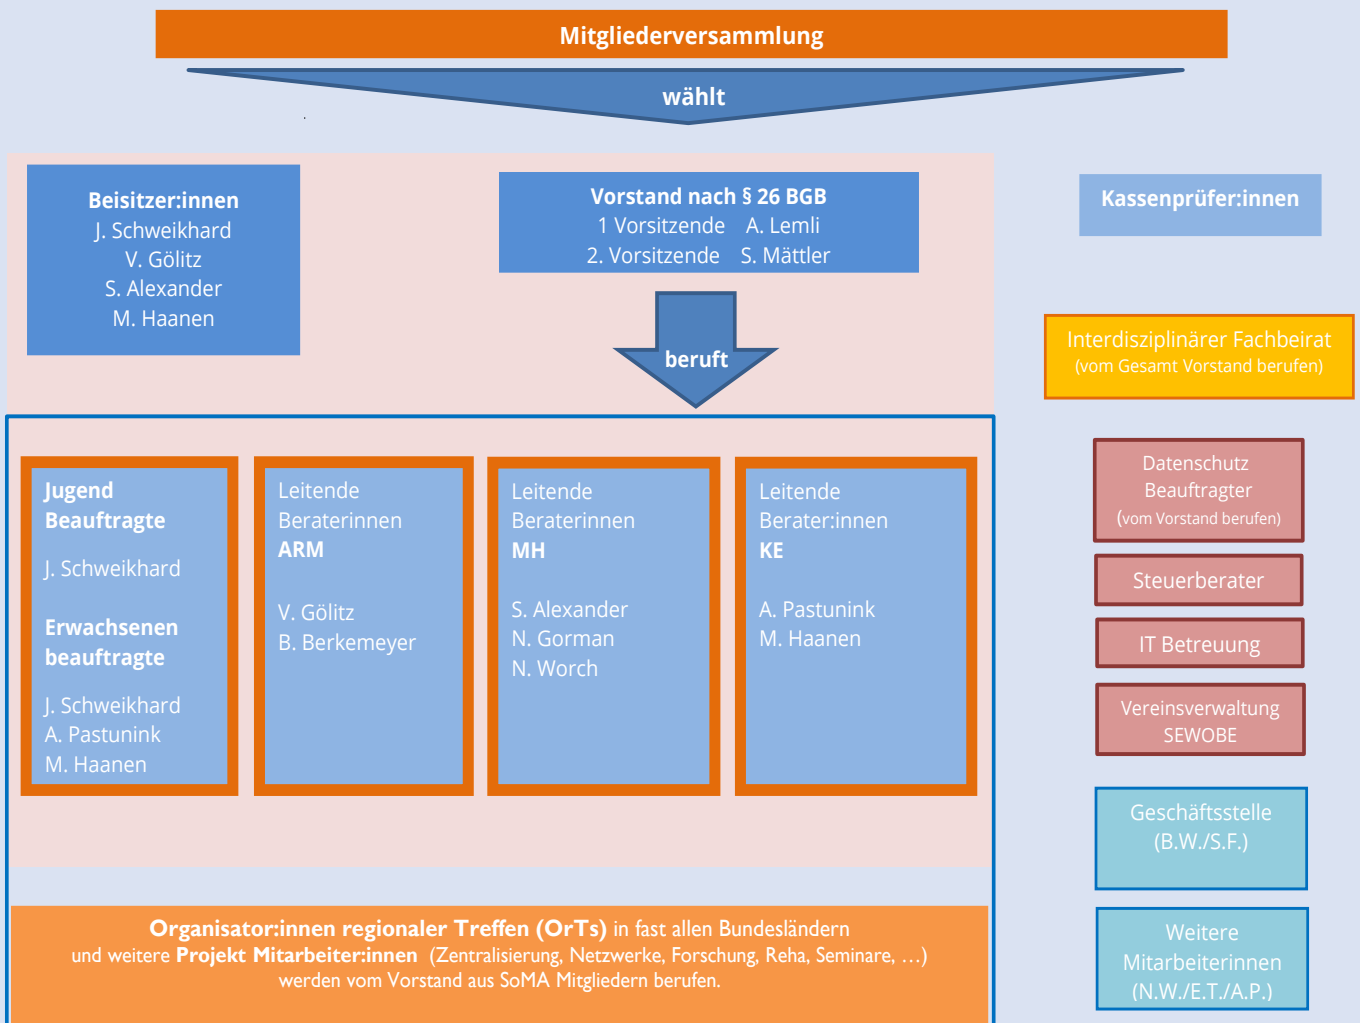 Mitgliederversammlung
wählt
Beisitzer:innen
J. Schweikhard
V. Gölitz
S. Alexander
M. Haanen
Vorstand nach § 26 BGB
1 Vorsitzende A. Lemli
2. Vorsitzende S. Mättler
beruft
Kassenprüfer:innen
Interdisziplinärer Fachbeirat
(vom Gesamt Vorstand berufen)
Jugend
Beauftragte
J. Schweikhard
Erwachsenen
beauftragte
J. Schweikhard
A. Pastunink
M. Haanen
Leitende
Beraterinnen
ARM
V. Gölitz
B. Berkemeyer
Leitende
Beraterinnen
MH
S. Alexander
N. Gorman
N. Worch
Leitende
Berater:innen
KE
A. Pastunink
M. Haanen
Datenschutz
Beauftragter
(vom Vorstand berufen)
Steuerberater
IT Betreuung
Vereinsverwaltung
SEWOBE
Geschäftsstelle
(B.W./S.F.)
Weitere
Mitarbeiterinnen
(N.W./E.T./A.P.)
Organisator:innen regionaler Treffen (OrTs) in fast allen Bundesländern
und weitere Projekt Mitarbeiter:innen (Zentralisierung, Netzwerke, Forschung, Reha, Seminare, …)
werden vom Vorstand aus SoMA Mitgliedern berufen.